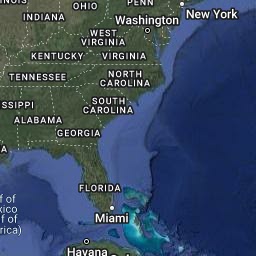 OHIO
PENN
New York
INDIANA
Washington
WEST
VIRGINIA
KENTUCKY
VIRGINIA
TENNESSEE
NORTH
CAROLINA
SSIPPI
SOUTH
CAROLINA
ALABAMA
GEORGIA
A
FLORIDA
f of
xico
f of
rica)
Miami
Havana